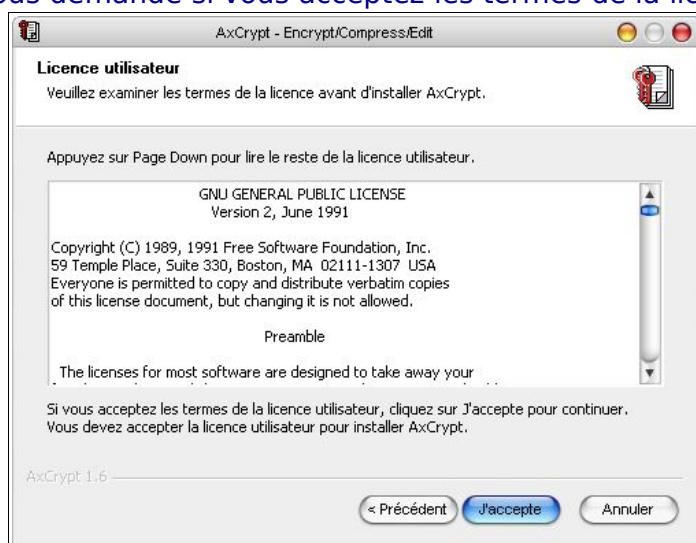 ous demande si vous acceptez les termes de la li
AxCrypt - Encrypt/Compress/Edit
Licence utilisateur
Veuillez examiner les termes de la licence avant d'installer AxCrypt.
Appuyez sur Page Down pour lire le reste de la licence utilisateur.
GNU GENERAL PUBLIC LICENSE
Version 2, June 1991
Copyright (C) 1989, 1991 Free Software Foundation, Inc.
59 Temple Place, Suite 330, Boston, MA 02111-1307 USA
Everyone is permitted to copy and distribute verbatim copies
of this license document, but changing it is not allowed.
Preamble
The licenses for most software are designed to take away your
Si vous acceptez les termes de la licence utilisateur, cliquez sur J'accepte pour continuer.
Vous devez accepter la licence utilisateur pour installer AxCrypt.
AxCrypt 1.6
< Précédent
J'accepte
Annuler